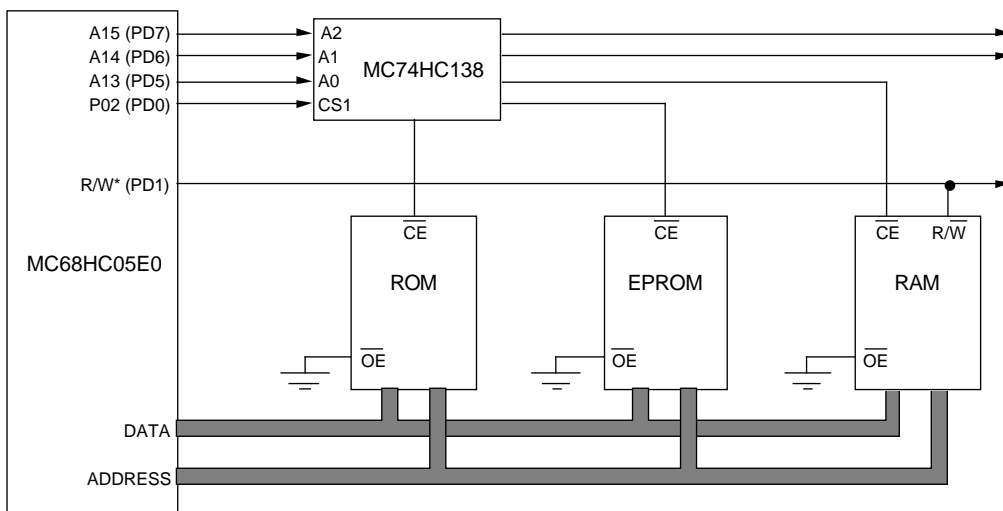 A15 (PD7)
A14 (PD6)
A13 (PD5)
P02 (PD0)
A2
A1
A0
CS1
MC74HC138
R/W* (PD1)
MC68HC05E0
CE
ROM
OE
CE
EPROM
OE
CE
R/W
RAM
OE
DATA
ADDRESS